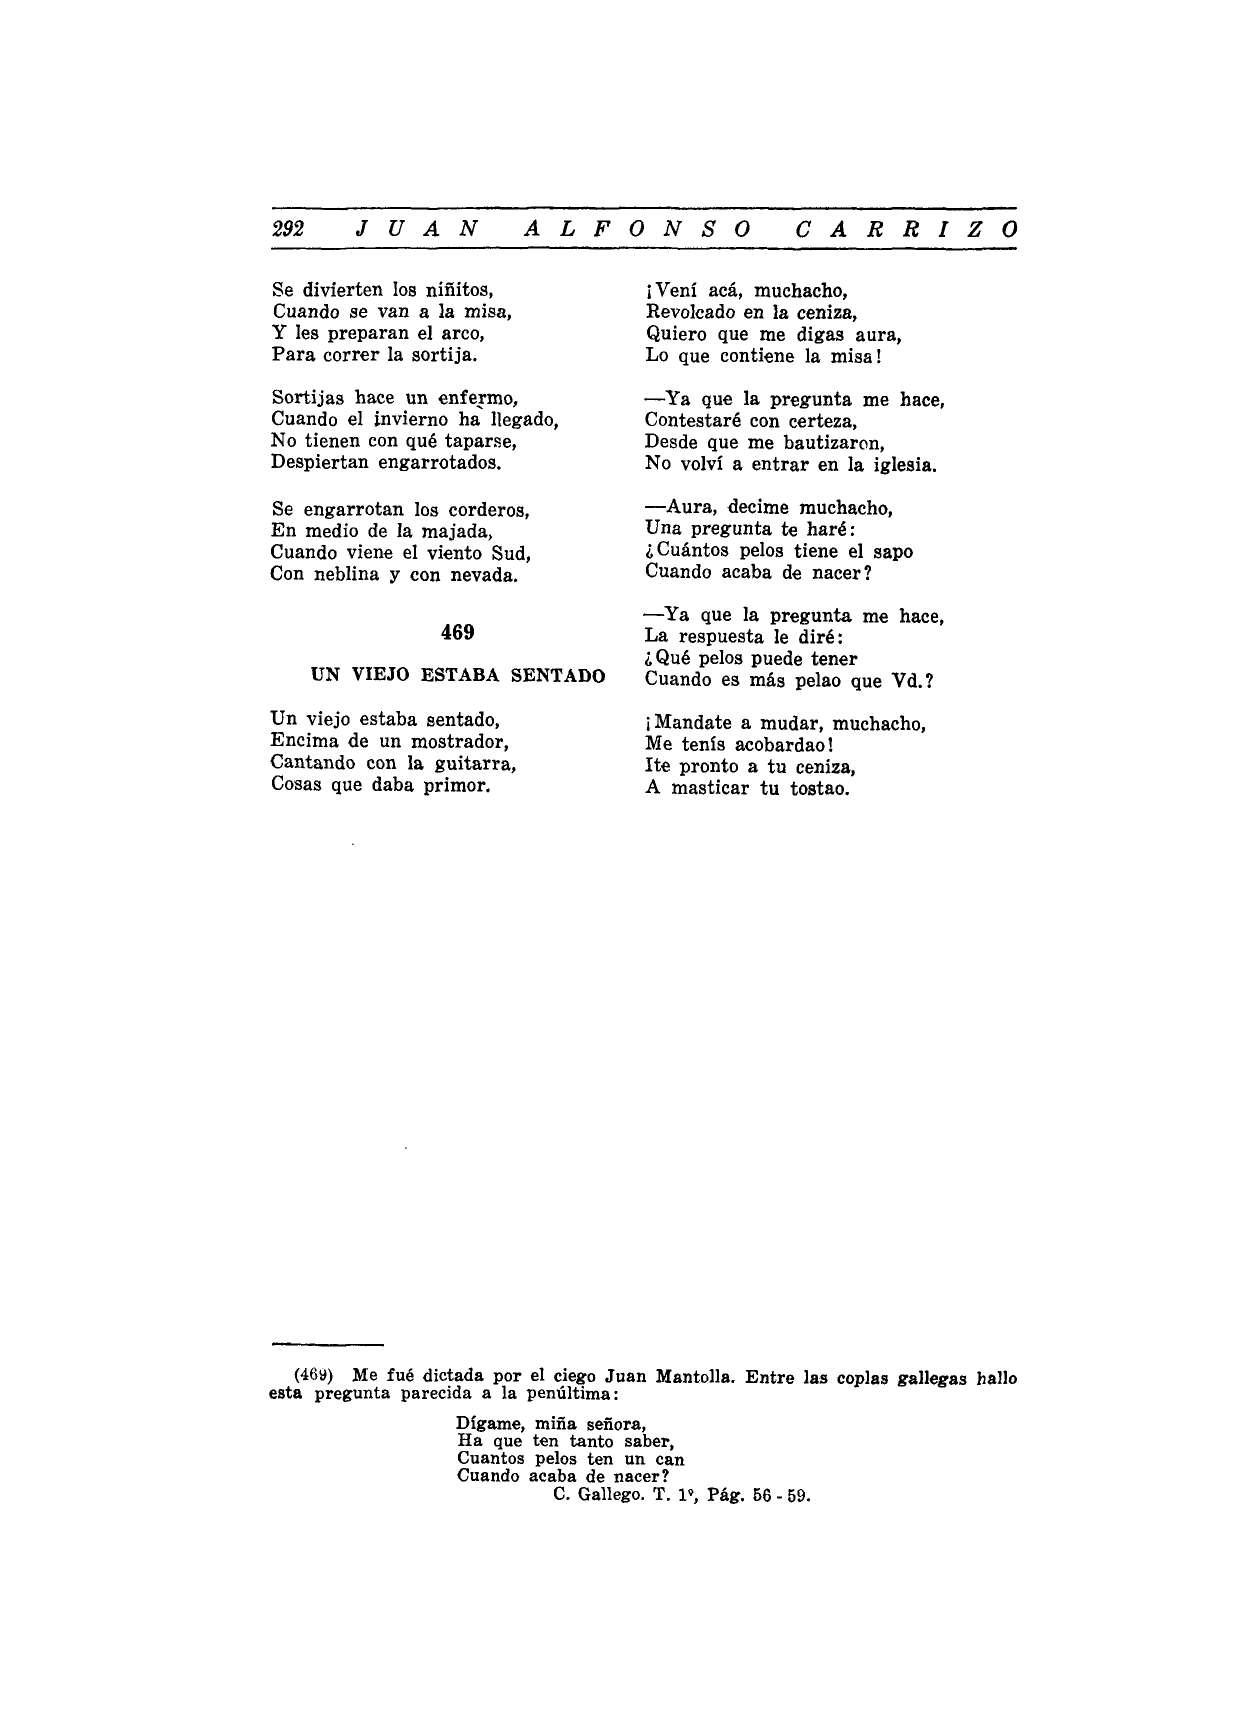 292 JUAN ALFONSO CARRIZO
Se divierten los niñitos,
Cuando se van a la misa,
Y les preparan el arco,
Para correr la sortija.
Sortijas hace un enfermo,
Cuando el invierno ha llegado,
No tienen con qué taparse,
Despiertan engarrotados.
Se engarrotan los corderos,
En medio de la majada,
Cuando viene el viento Sud,
Con neblina y con nevada.
469
UN VIEJO ESTABA SENTADO
Un viejo estaba sentado,
Encima de un mostrador,
Cantando con la guitarra,
Cosas que daba primor.
¡Vení acá, muchacho,
Revolcado en la ceniza,
Quiero que me digas aura,
Lo que contiene la misa!
—Ya que la pregunta me hace,
Contestaré con certeza,
Desde que me bautizaron,
No volví a entrar en la iglesia.
—Aura, decime muchacho,
Una pregunta te haré:
¿Cuántos pelos tiene el sapo
Cuando acaba de nacer?
—Ya que la pregunta me hace,
La respuesta le diré:
¿Qué pelos puede tener
Cuando es más pelao que Vd.?
¡Mandate a mudar, muchacho,
Me tenís acobardao!
Ite pronto a tu ceniza,
A masticar tu tostao.
(469) Me fué dictada por el ciego Juan Mantolla. Entre las coplas gallegas hallo
esta pregunta parecida a la penúltima:
Dígame, miña señora,
Ha que ten tanto saber,
Cuantos pelos ten un can
Cuando acaba de nacer?
C. Gallego. T. 1º, Pág. 56 - 59.